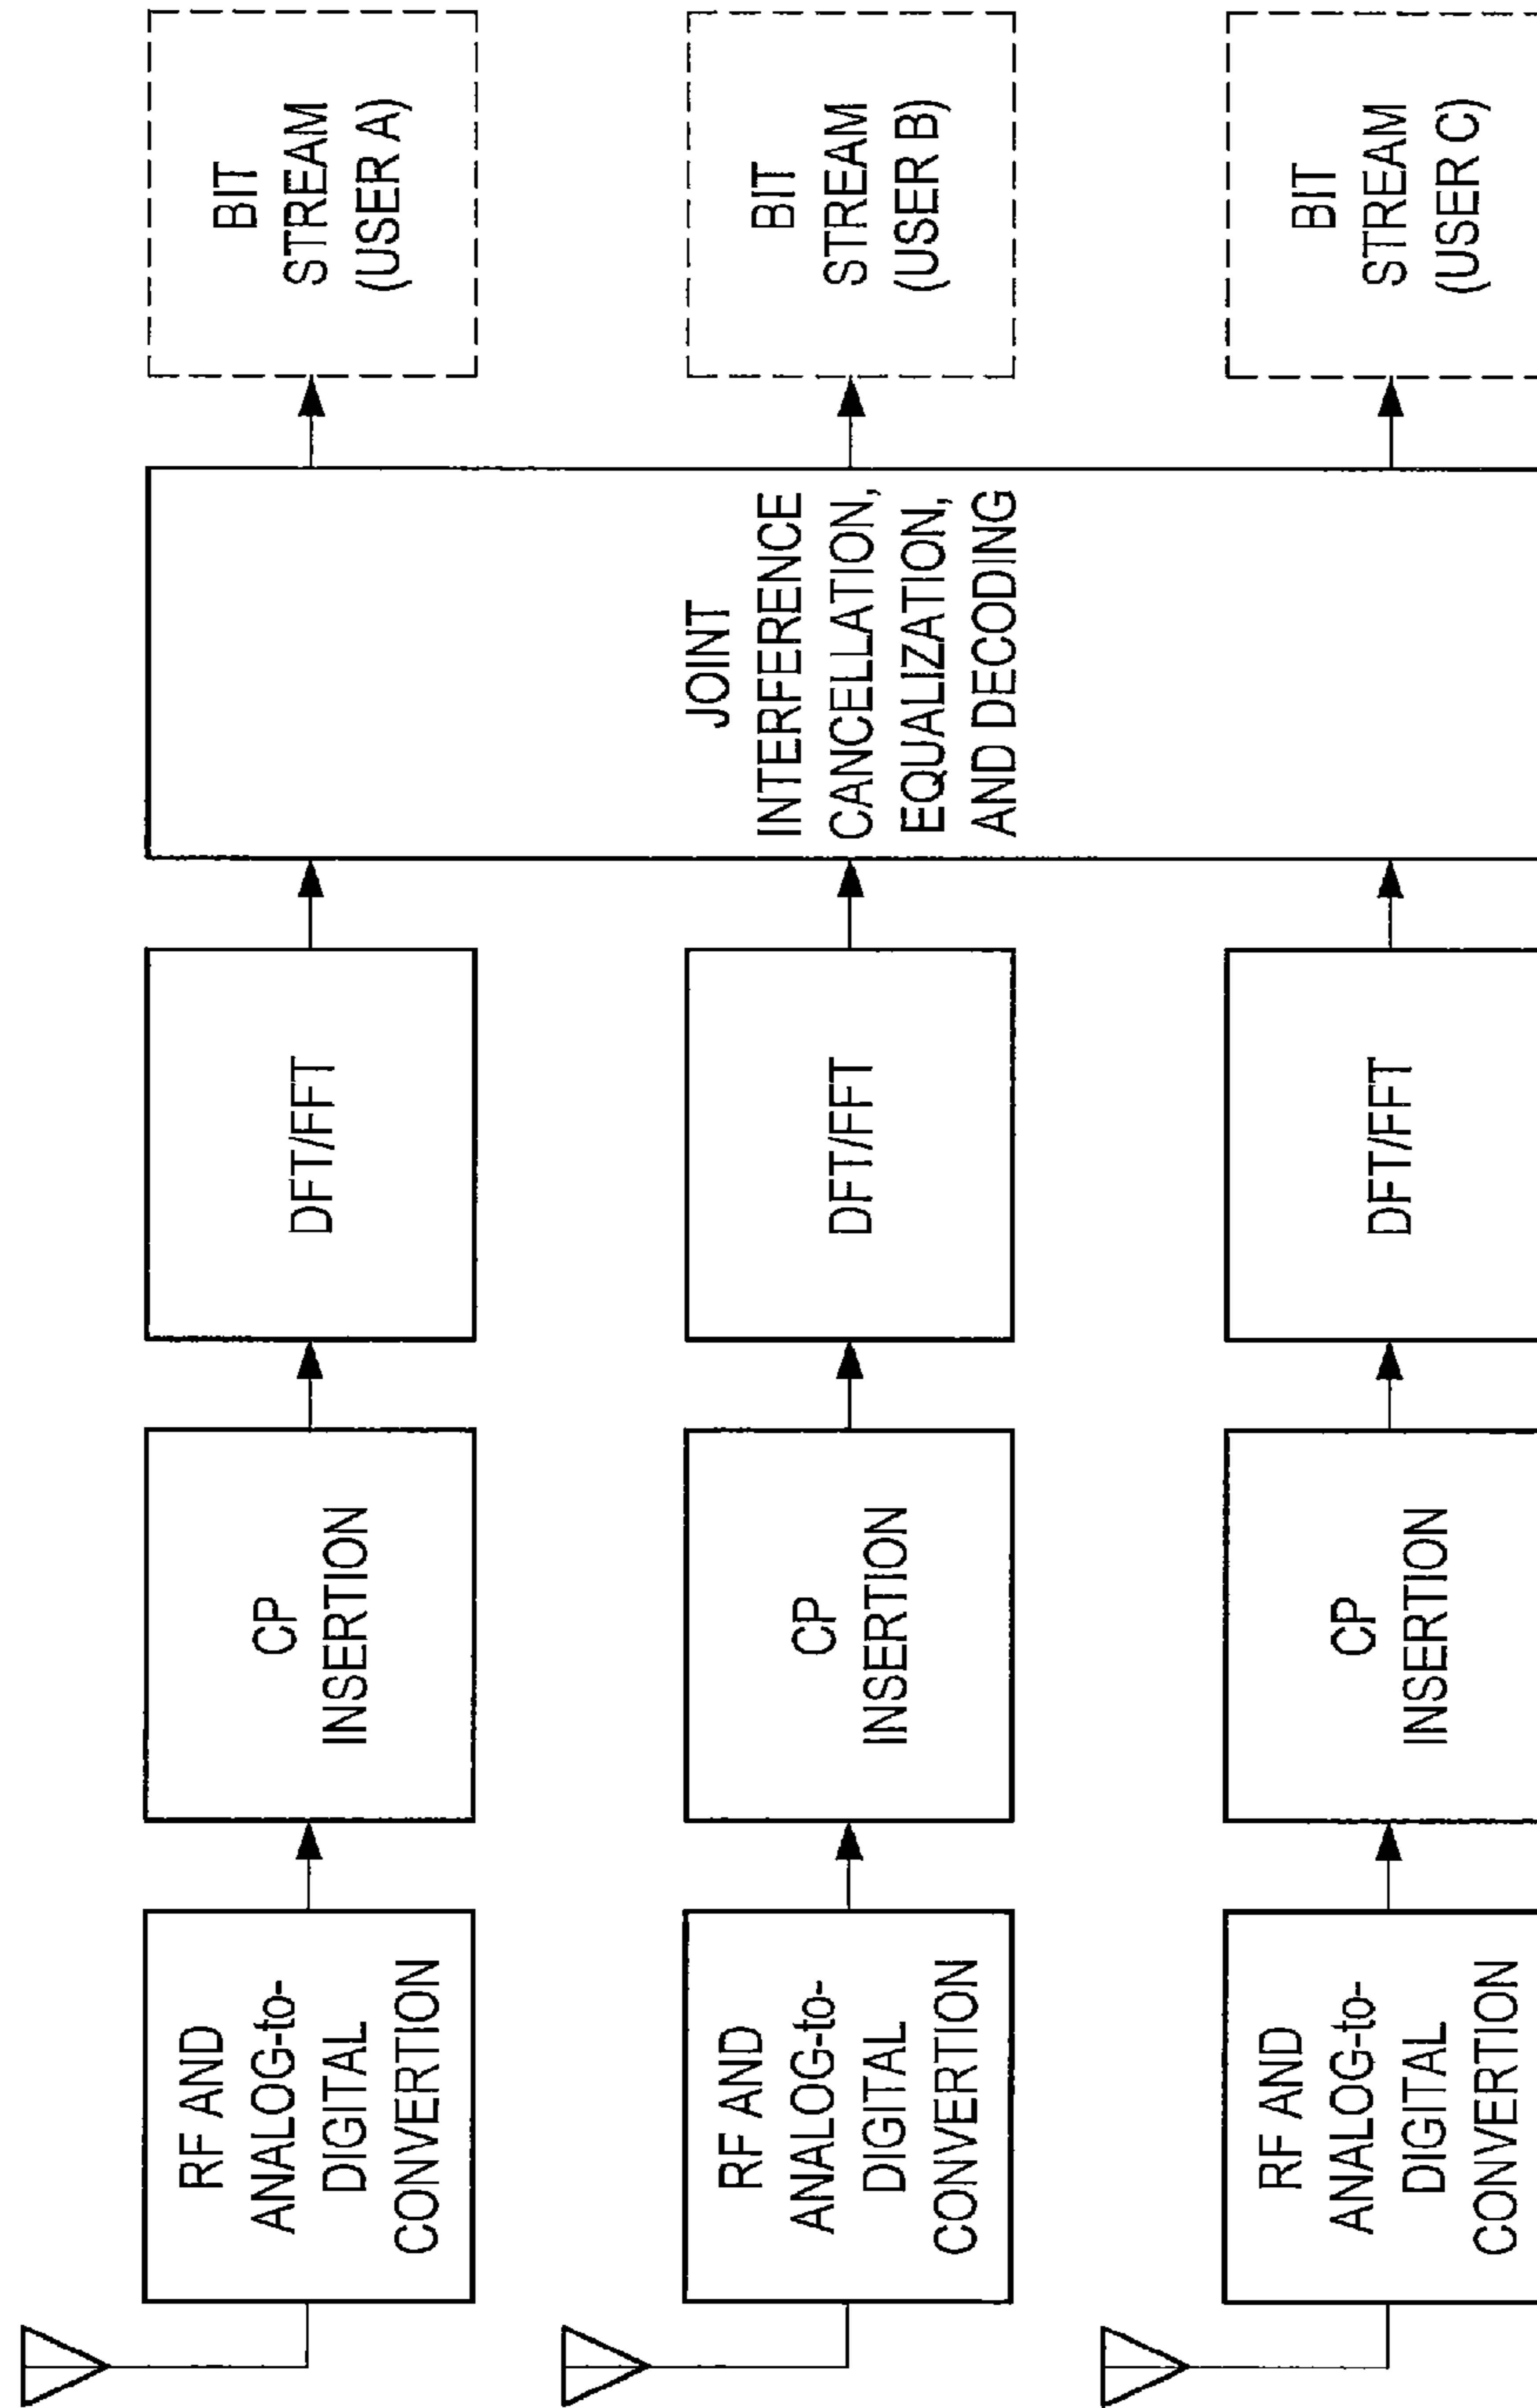 RF AND
ANALOG-to-
DIGITAL
CONVERTION
CP
INSERTION
DFT/FFT
JOINT
INTERFERENCE
CANCELLATION,
EQUALIZATION,
AND DECODING
BIT
STREAM
(USER A)
RF AND
ANALOG-to-
DIGITAL
CONVERTION
CP
INSERTION
DFT/FFT
BIT
STREAM
(USER B)
RF AND
ANALOG-to-
DIGITAL
CONVERTION
CP
INSERTION
DFT/FFT
BIT
STREAM
(USER C)